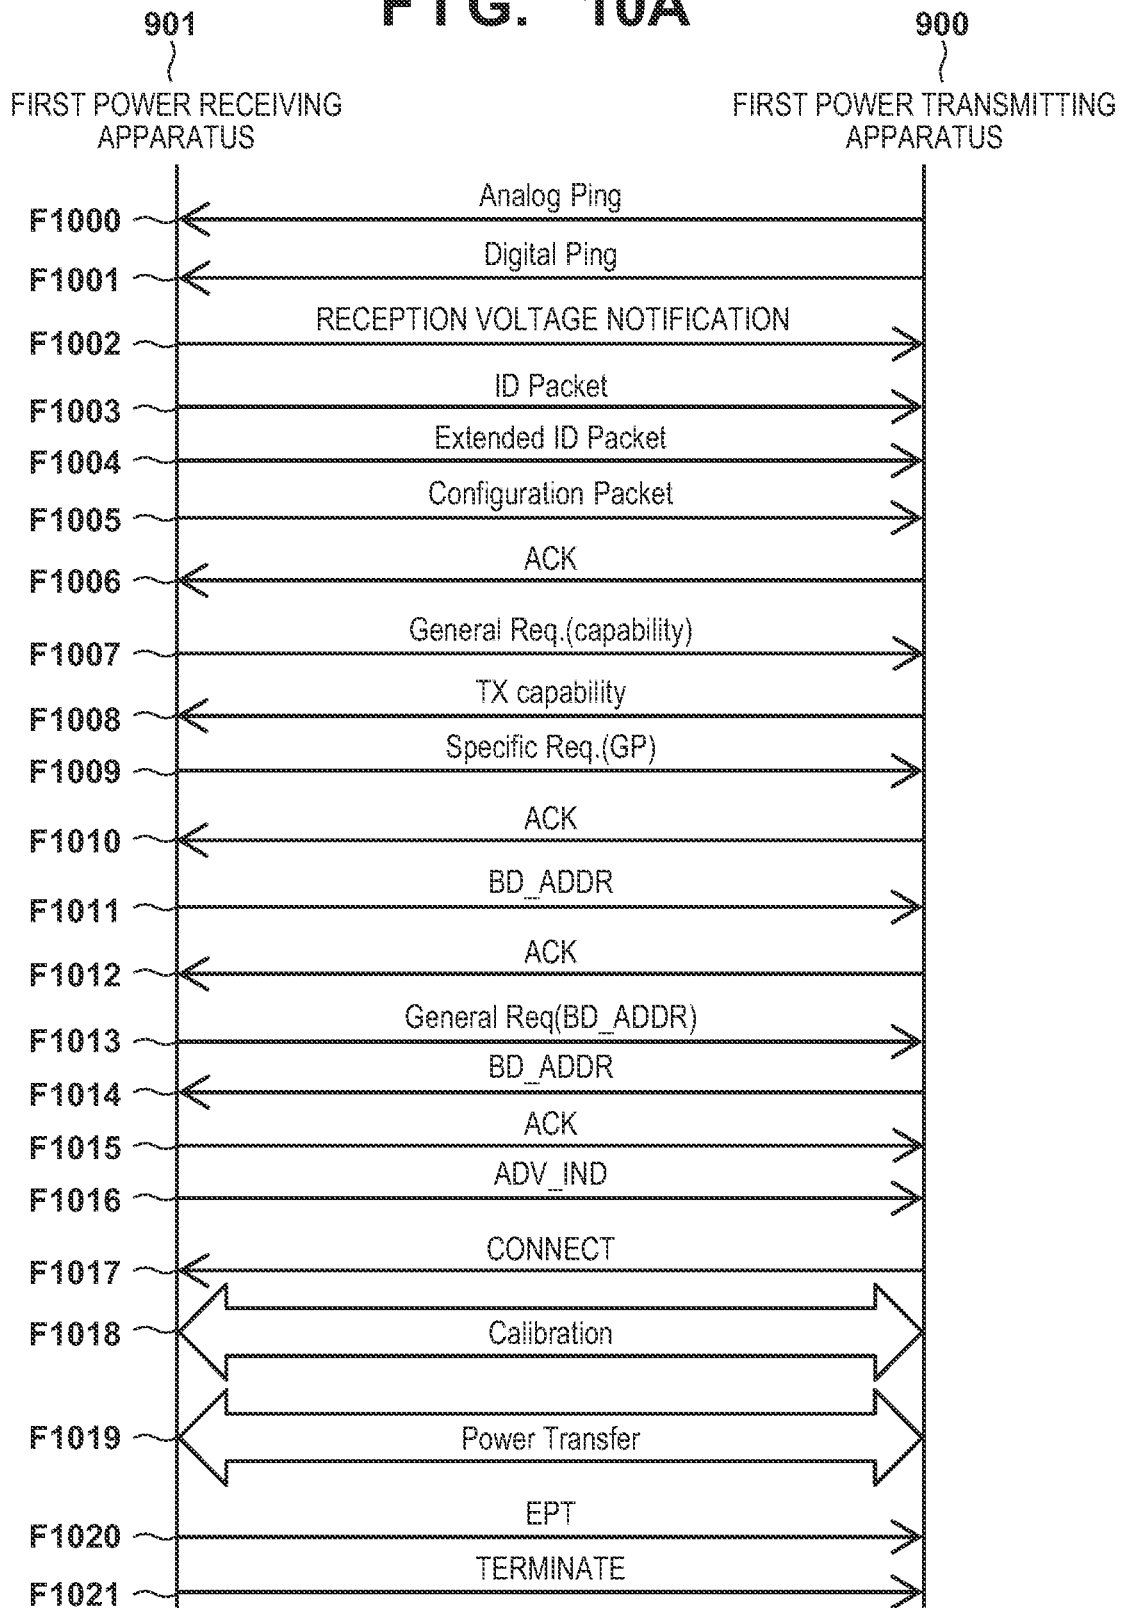 FIG. 10A
901
900
FIRST POWER RECEIVING
APPARATUS
FIRST POWER TRANSMITTING
APPARATUS
F1000 Analog Ping
F1001 Digital Ping
F1002 RECEPTION VOLTAGE NOTIFICATION
F1003 ID Packet
F1004 Extended ID Packet
F1005 Configuration Packet
F1006 ACK
F1007 General Req.(capability)
F1008 TX capability
F1009 Specific Req.(GP)
F1010 ACK
F1011 BD_ADDR
F1012 ACK
F1013 General Req(BD_ADDR)
F1014 BD_ADDR
F1015 ACK
F1016 ADV_IND
F1017 CONNECT
F1018 Calibration
F1019 Power Transfer
F1020 EPT
F1021 TERMINATE